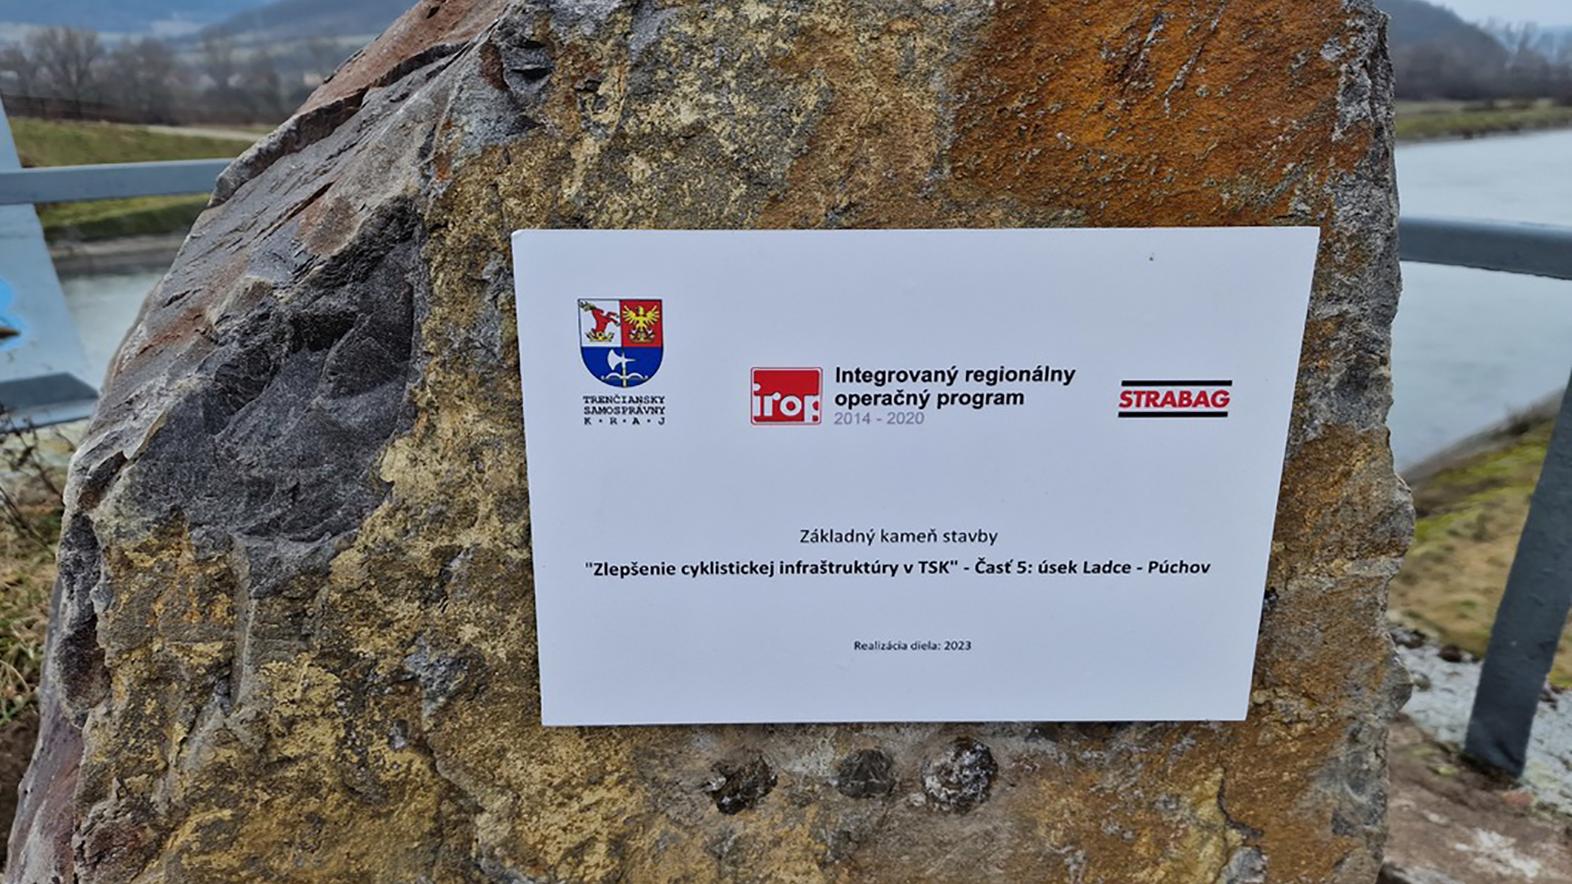 TRENČIANSKY
SAMOSPRÁVNY
K · R · A · J
irop
Integrovaný regionálny
operačný program
2014 - 2020
STRABAG
Základný kameň stavby
"Zlepšenie cyklistickej infraštruktúry v TSK" - Časť 5: úsek Ladce - Púchov
Realizácia diela: 2023